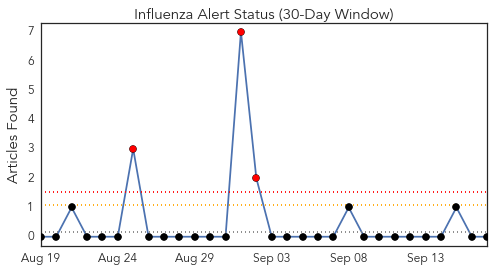 Influenza Alert Status (30-Day Window)
Articles Found
7
6
5
4
3
2
1
0
Aug 19 Aug 24 Aug 29 Sep 03 Sep 08 Sep 13